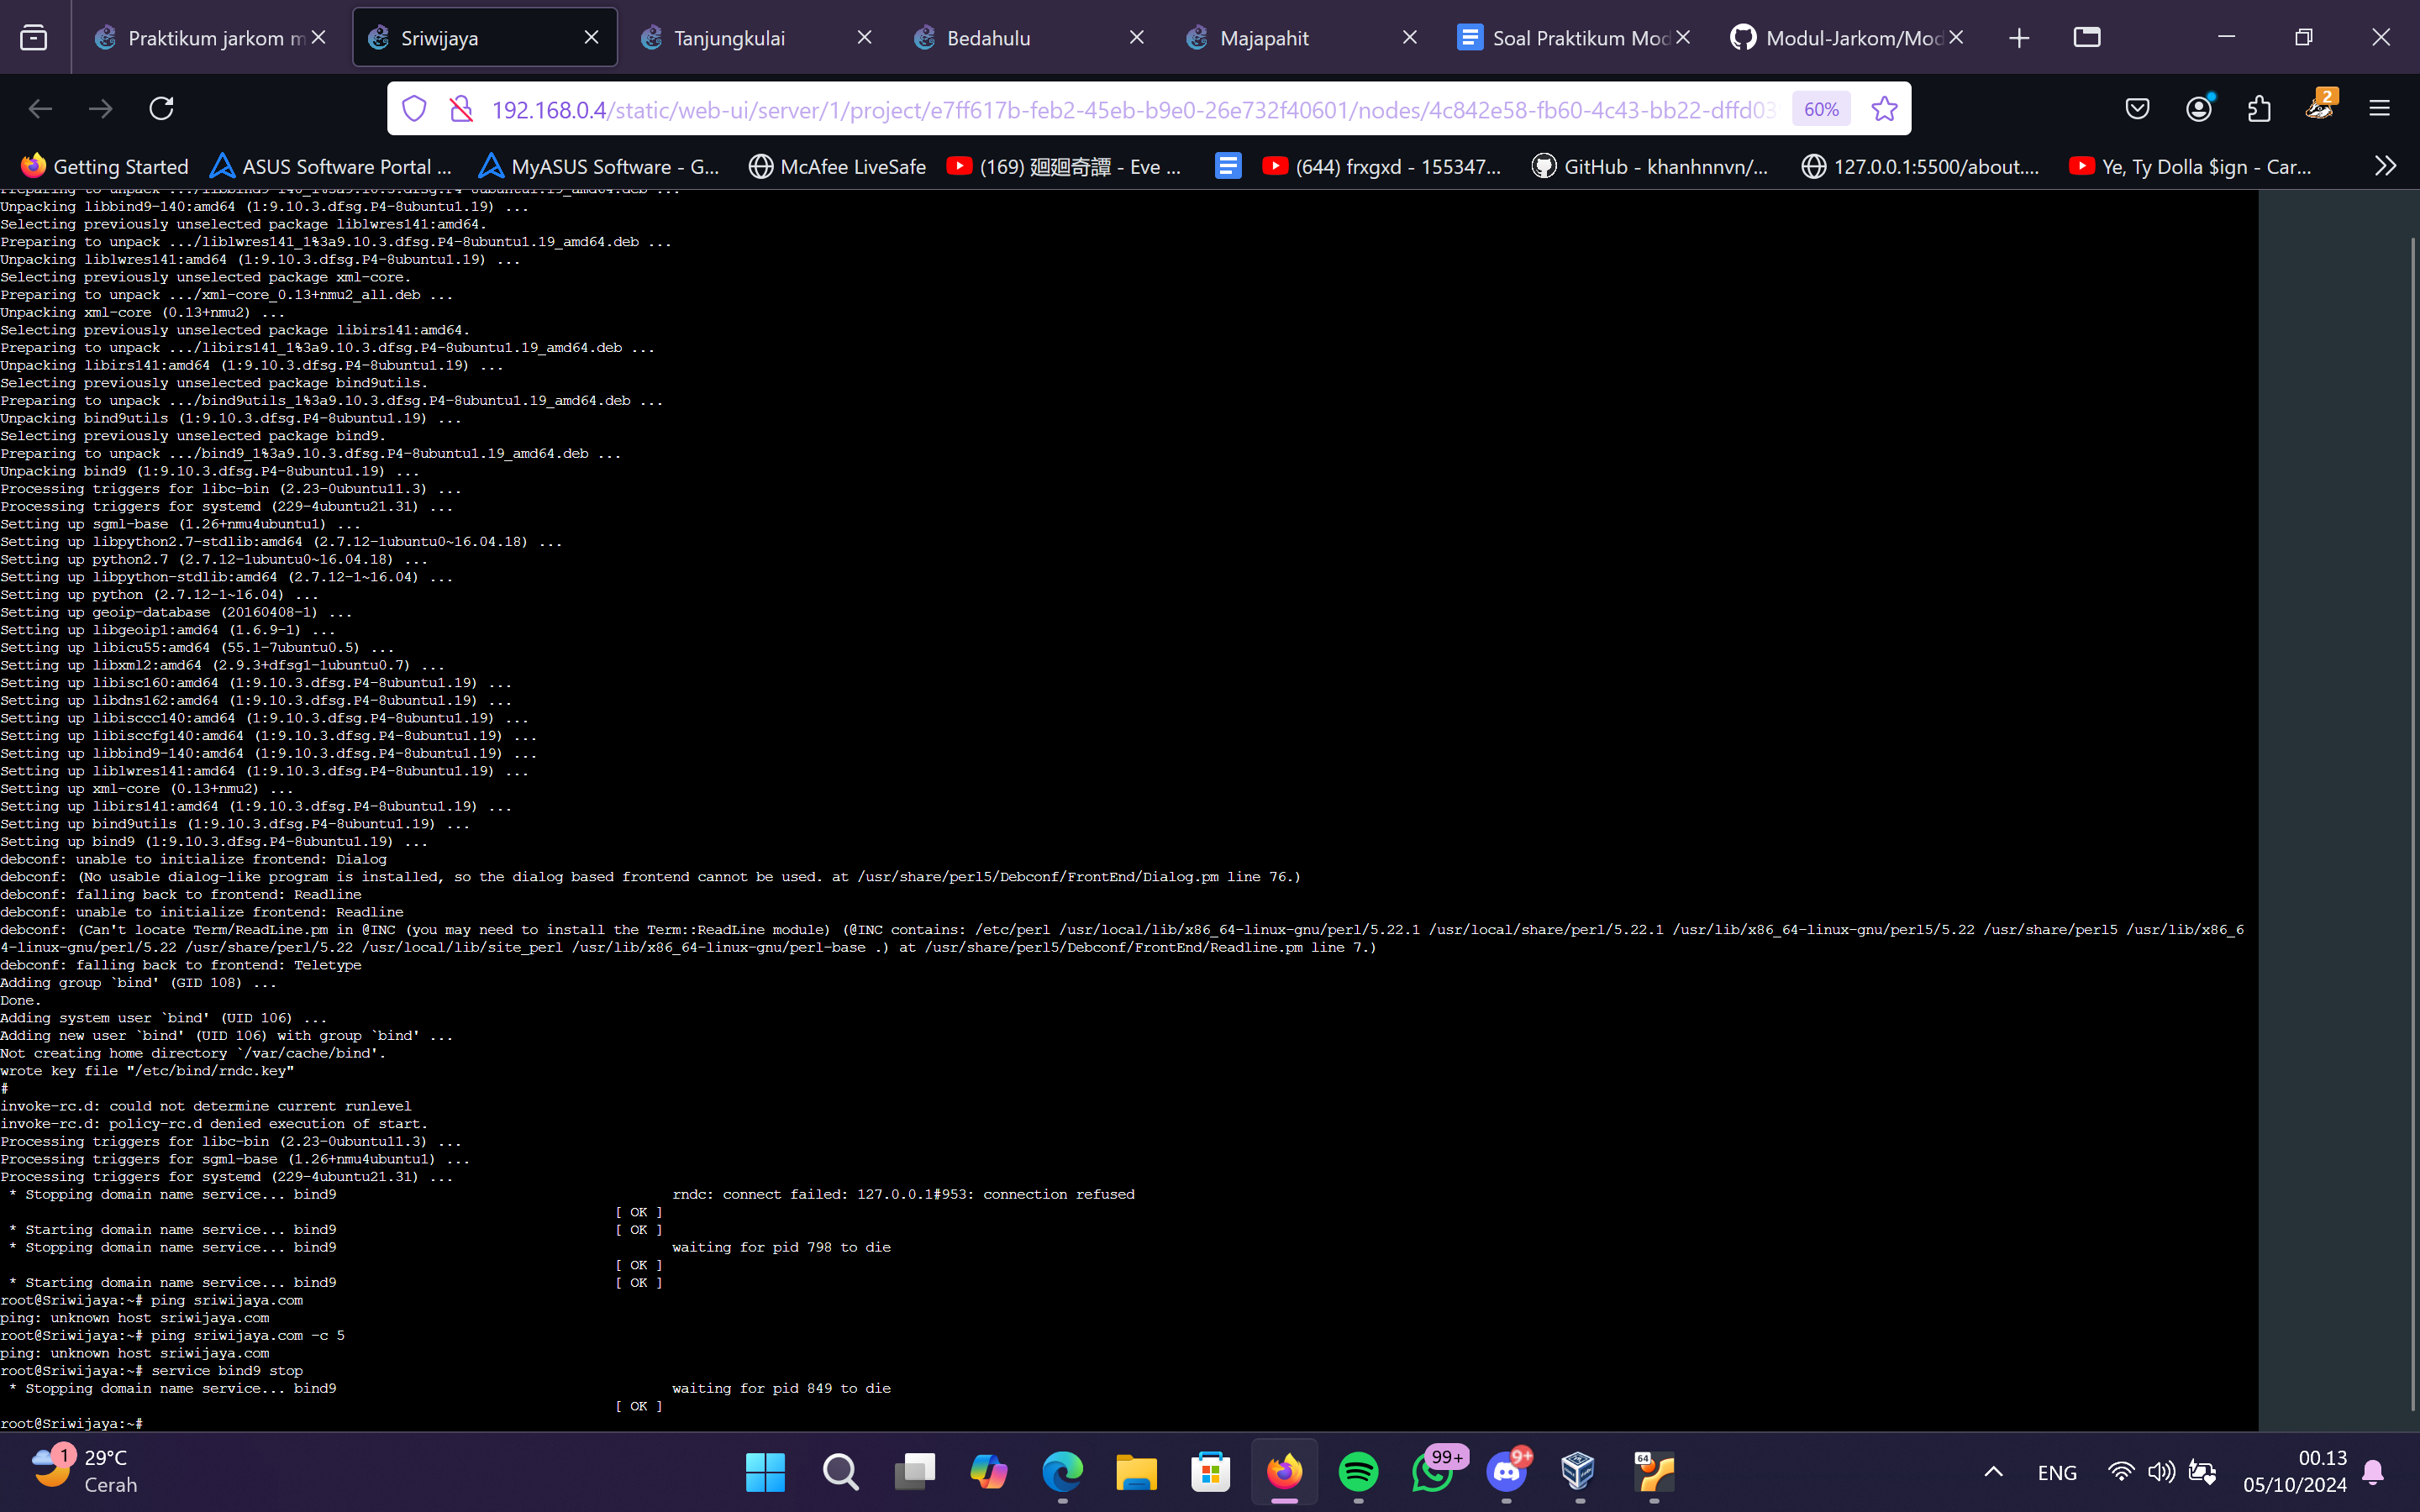 Praktikum jarkom m
Sriwijaya
Tanjungkulai
Bedahulu
Majapahit
Soal Praktikum Mod
Modul-Jarkom/Mod
192.168.0.4/static/web-ui/server/1/project/e7ff617b-feb2-45eb-b9e0-26e732f40601/nodes/4c842e58-fb60-4c43-bb22-dffd03
60%
2
Getting Started
ASUS Software Portal ...
MyASUS Software - G...
McAfee LiveSafe
(169) 廻廻奇譚 - Eve ...
(644) frxgxd - 155347...
GitHub - khanhnnvn/...
127.0.0.1:5500/about....
Ye, Ty Dolla $ign - Car...
Preparing to unpack .../libbind9-140_1%3a9.10.3.dfsg.P4-8ubuntu1.19_amd64.deb ...
Unpacking libbind9-140:amd64 (1:9.10.3.dfsg.P4-8ubuntu1.19) ...
Selecting previously unselected package liblwres141:amd64.
Preparing to unpack .../liblwres141_1%3a9.10.3.dfsg.P4-8ubuntu1.19_amd64.deb ...
Unpacking liblwres141:amd64 (1:9.10.3.dfsg.P4-8ubuntu1.19) ...
Selecting previously unselected package xml-core.
Preparing to unpack .../xml-core_0.13+nmu2_all.deb ...
Unpacking xml-core (0.13+nmu2) ...
Selecting previously unselected package libirs141:amd64.
Preparing to unpack .../libirs141_1%3a9.10.3.dfsg.P4-8ubuntu1.19_amd64.deb ...
Unpacking libirs141:amd64 (1:9.10.3.dfsg.P4-8ubuntu1.19) ...
Selecting previously unselected package bind9utils.
Preparing to unpack .../bind9utils_1%3a9.10.3.dfsg.P4-8ubuntu1.19_amd64.deb ...
Unpacking bind9utils (1:9.10.3.dfsg.P4-8ubuntu1.19) ...
Selecting previously unselected package bind9.
Preparing to unpack .../bind9_1%3a9.10.3.dfsg.P4-8ubuntu1.19_amd64.deb ...
Unpacking bind9 (1:9.10.3.dfsg.P4-8ubuntu1.19) ...
Processing triggers for libc-bin (2.23-0ubuntu11.3) ...
Processing triggers for systemd (229-4ubuntu21.31) ...
Setting up sgml-base (1.26+nmu4ubuntu1) ...
Setting up libpython2.7-stdlib:amd64 (2.7.12-1ubuntu0~16.04.18) ...
Setting up python2.7 (2.7.12-1ubuntu0~16.04.18) ...
Setting up libpython-stdlib:amd64 (2.7.12-1~16.04) ...
Setting up python (2.7.12-1~16.04) ...
Setting up geoip-database (20160408-1) ...
Setting up libgeoip1:amd64 (1.6.9-1) ...
Setting up libicu55:amd64 (55.1-7ubuntu0.5) ...
Setting up libxml2:amd64 (2.9.3+dfsg1-1ubuntu0.7) ...
Setting up libisc160:amd64 (1:9.10.3.dfsg.P4-8ubuntu1.19) ...
Setting up libdns162:amd64 (1:9.10.3.dfsg.P4-8ubuntu1.19) ...
Setting up libisccc140:amd64 (1:9.10.3.dfsg.P4-8ubuntu1.19) ...
Setting up libisccfg140:amd64 (1:9.10.3.dfsg.P4-8ubuntu1.19) ...
Setting up libbind9-140:amd64 (1:9.10.3.dfsg.P4-8ubuntu1.19) ...
Setting up liblwres141:amd64 (1:9.10.3.dfsg.P4-8ubuntu1.19) ...
Setting up xml-core (0.13+nmu2) ...
Setting up libirs141:amd64 (1:9.10.3.dfsg.P4-8ubuntu1.19) ...
Setting up bind9utils (1:9.10.3.dfsg.P4-8ubuntu1.19) ...
Setting up bind9 (1:9.10.3.dfsg.P4-8ubuntu1.19) ...
debconf: unable to initialize frontend: Dialog
debconf: (No usable dialog-like program is installed, so the dialog based frontend cannot be used. at /usr/share/perl5/Debconf/FrontEnd/Dialog.pm line 76.)
debconf: falling back to frontend: Readline
debconf: unable to initialize frontend: Readline
debconf: (Can't locate Term/ReadLine.pm in @INC (you may need to install the Term::ReadLine module) (@INC contains: /etc/perl /usr/local/lib/x86_64-linux-gnu/perl/5.22.1 /usr/local/share/perl/5.22.1 /usr/lib/x86_64-linux-gnu/perl5/5.22 /usr/share/perl5 /usr/lib/x86_6
4-linux-gnu/perl/5.22 /usr/share/perl/5.22 /usr/local/lib/site_perl /usr/lib/x86_64-linux-gnu/perl-base .) at /usr/share/perl5/Debconf/FrontEnd/Readline.pm line 7.)
debconf: falling back to frontend: Teletype
Adding group `bind' (GID 108) ...
Done.
Adding system user `bind' (UID 106) ...
Adding new user `bind' (UID 106) with group `bind' ...
Not creating home directory `/var/cache/bind'.
wrote key file "/etc/bind/rndc.key"
#
invoke-rc.d: could not determine current runlevel
invoke-rc.d: policy-rc.d denied execution of start.
Processing triggers for libc-bin (2.23-0ubuntu11.3) ...
Processing triggers for sgml-base (1.26+nmu4ubuntu1) ...
Processing triggers for systemd (229-4ubuntu21.31) ...
* Stopping domain name service... bind9 rndc: connect failed: 127.0.0.1#953: connection refused
[ OK ]
* Starting domain name service... bind9 [ OK ]
* Stopping domain name service... bind9 waiting for pid 798 to die
[ OK ]
* Starting domain name service... bind9 [ OK ]
root@Sriwijaya:~# ping sriwijaya.com
ping: unknown host sriwijaya.com
root@Sriwijaya:~# ping sriwijaya.com -c 5
ping: unknown host sriwijaya.com
root@Sriwijaya:~# service bind9 stop
* Stopping domain name service... bind9 waiting for pid 849 to die
[ OK ]
root@Sriwijaya:~#
1
29°C
Cerah
99+
9+
64
ENG
00.13
05/10/2024